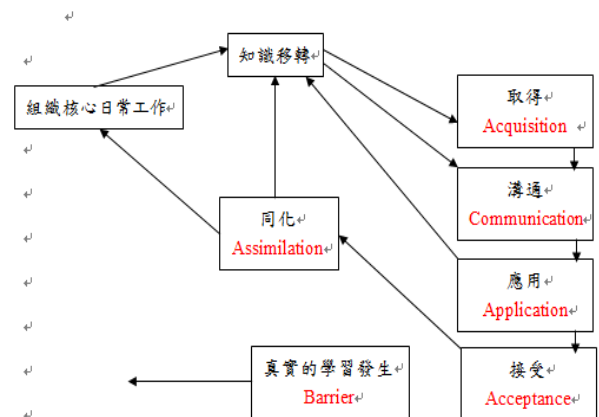 知識移轉
組織核心日常工作
取得
Acquisition
溝通
Communication
同化
Assimilation
應用
Application
真實的學習發生
Barrier
接受
Acceptance